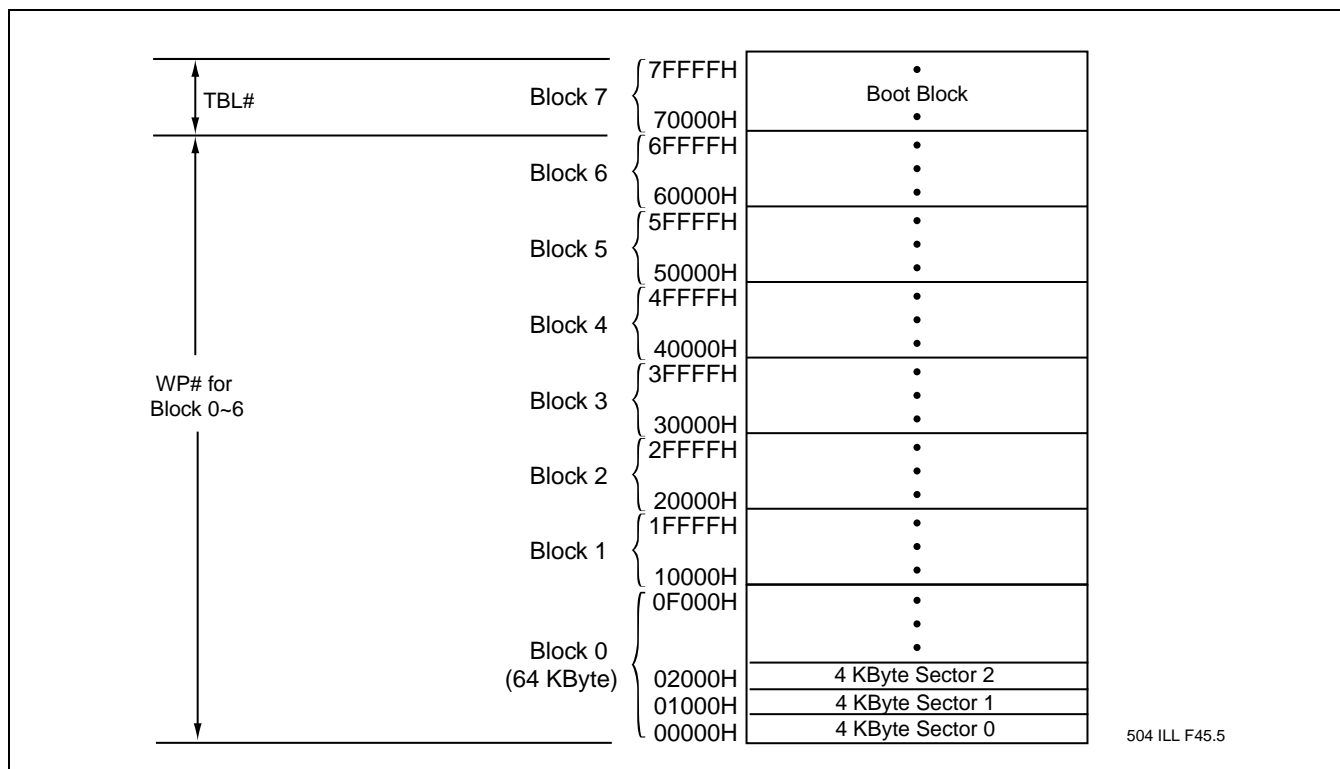 TBL#
Block 7
7FFFFH
Boot Block
70000H
Block 6
6FFFFH
60000H
Block 5
5FFFFH
50000H
Block 4
4FFFFH
40000H
WP# for
Block 0~6
Block 3
3FFFFH
30000H
Block 2
2FFFFH
20000H
Block 1
1FFFFH
10000H
Block 0
(64 KByte)
0F000H
02000H
4 KByte Sector 2
01000H
4 KByte Sector 1
00000H
4 KByte Sector 0
504 ILL F45.5